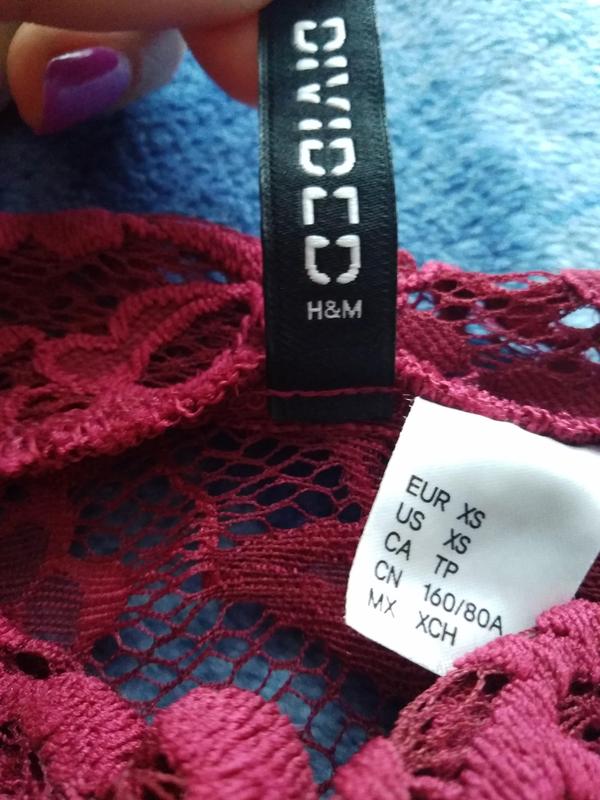 DIVIDED
H&M
EUR XS
US XS
CA TP
CN 160/80A
MX XCH